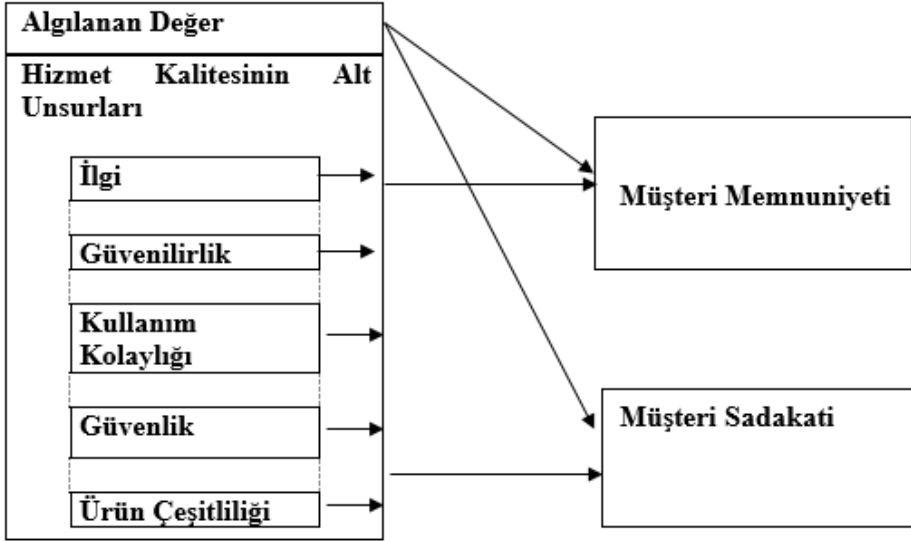 Algılanan Değer
Hizmet Kalitesinin Alt
Unsurları
İlgi
Güvenilirlik
Kullanım
Kolaylığı
Güvenlik
Ürün Çeşitliliği
Müşteri Memnuniyeti
Müşteri Sadakati